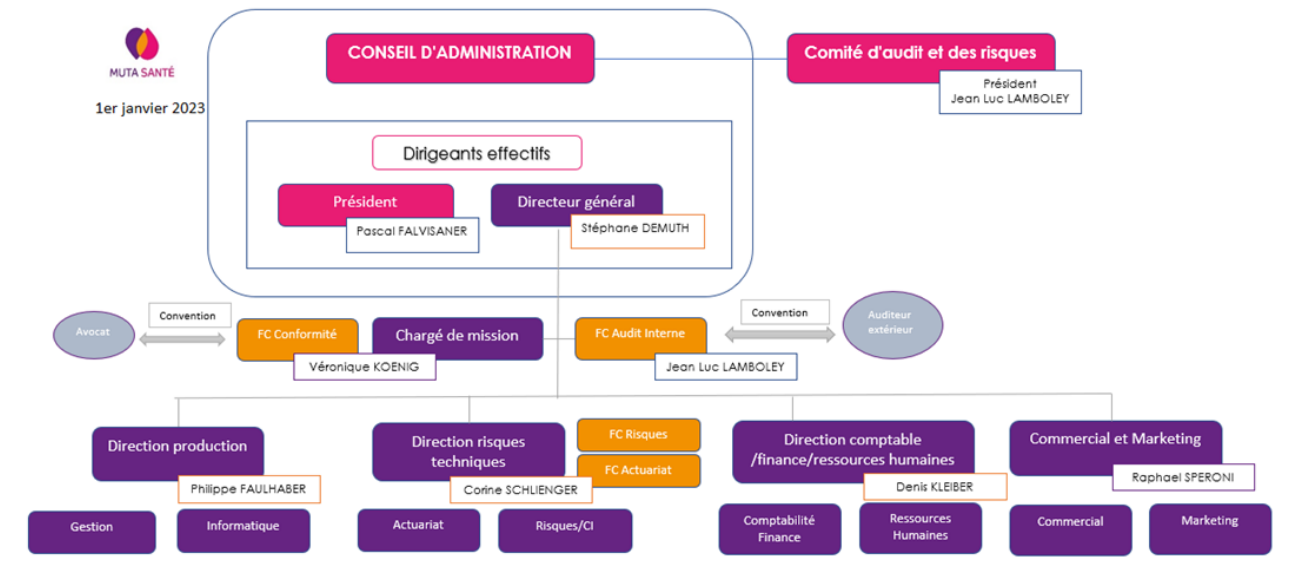 CONSEIL D'ADMINISTRATION
Comité d'audit et des risques
Président
Jean Luc LAMBOLEY
MUTA SANTÉ
1er janvier 2023
Dirigeants effectifs
Président
Pascal FALVISANER
Directeur général
Stéphane DEMUTH
Avocat
Convention
FC Conformité
Véronique KOENIG
Chargé de mission
FC Audit Interne
Jean Luc LAMBOLEY
Convention
Auditeur
extérieur
Direction production
Philippe FAULHABER
Direction risques
techniques
Corine SCHLIENGER
FC Risques
FC Actuariat
Direction comptable
/finance/ressources humaines
Denis KLEIBER
Commercial et Marketing
Raphael SPERONI
Gestion
Informatique
Actuariat
Risques/CI
Comptabilité
Finance
Ressources
Humaines
Commercial
Marketing